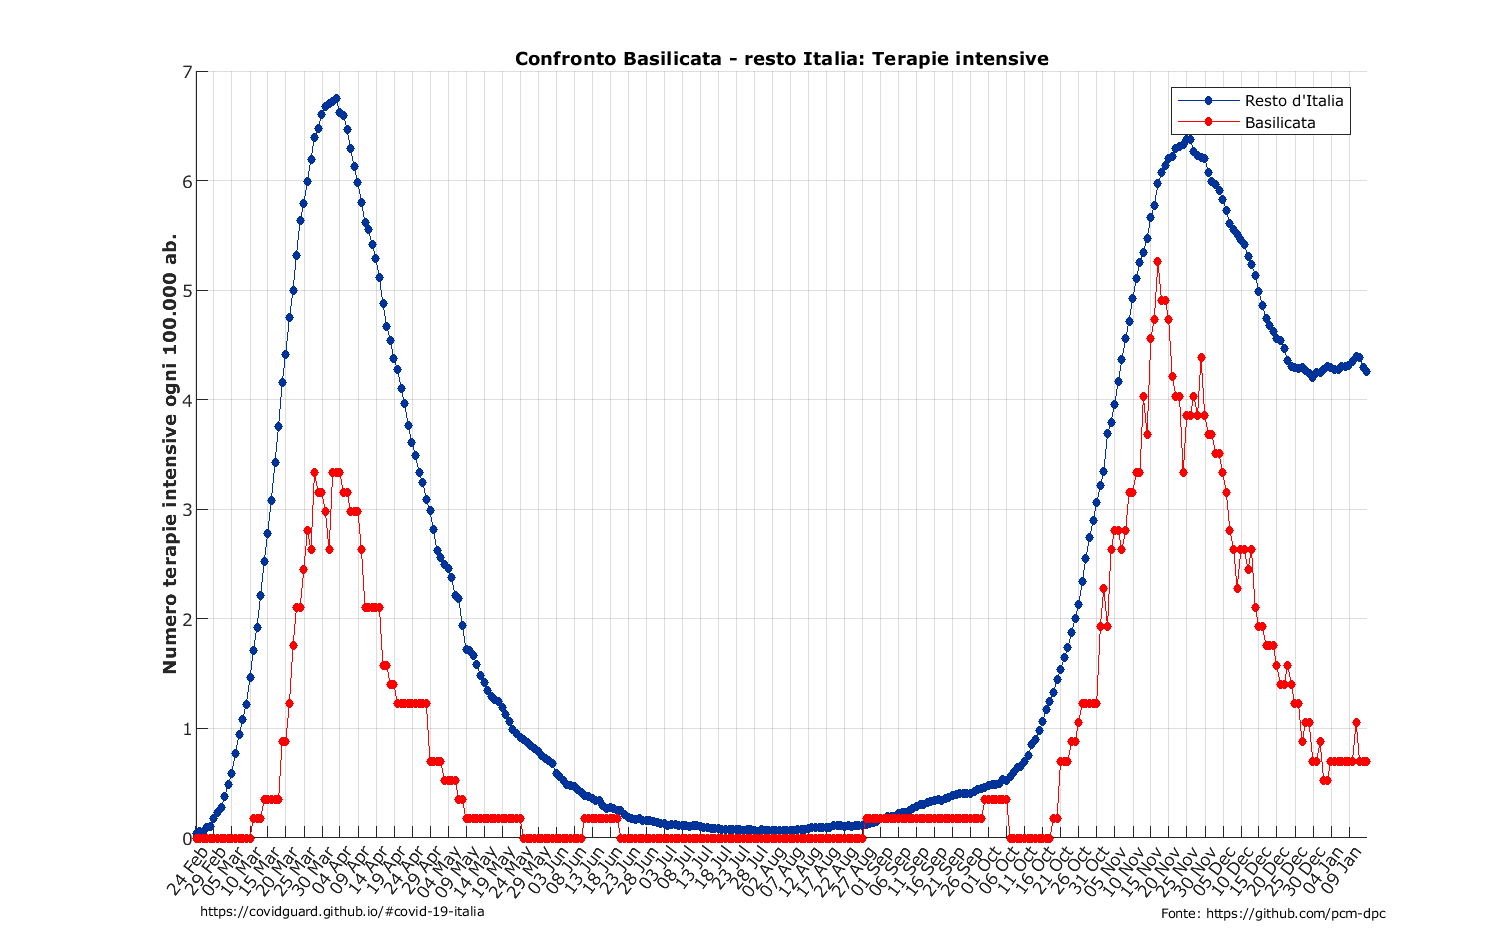 Confronto Basilicata - resto Italia: Terapie intensive
Resto d'Italia
Basilicata
Numero terapie intensive ogni 100.000 ab.
7
6
5
4
3
2
1
0
24 Feb
29 Feb
05 Mar
10 Mar
15 Mar
20 Mar
25 Mar
30 Mar
04 Apr
09 Apr
14 Apr
19 Apr
24 Apr
29 Apr
04 May
09 May
14 May
19 May
24 May
29 May
03 Jun
08 Jun
13 Jun
18 Jun
23 Jun
28 Jun
03 Jul
08 Jul
13 Jul
18 Jul
23 Jul
28 Jul
02 Aug
07 Aug
12 Aug
17 Aug
22 Aug
27 Aug
01 Sep
06 Sep
11 Sep
16 Sep
21 Sep
26 Sep
01 Oct
06 Oct
11 Oct
16 Oct
21 Oct
26 Oct
31 Oct
05 Nov
10 Nov
15 Nov
20 Nov
25 Nov
30 Nov
05 Dec
10 Dec
15 Dec
20 Dec
25 Dec
30 Dec
04 Jan
09 Jan
https://covidguard.github.io/#covid-19-italia
Fonte: https://github.com/pcm-dpc